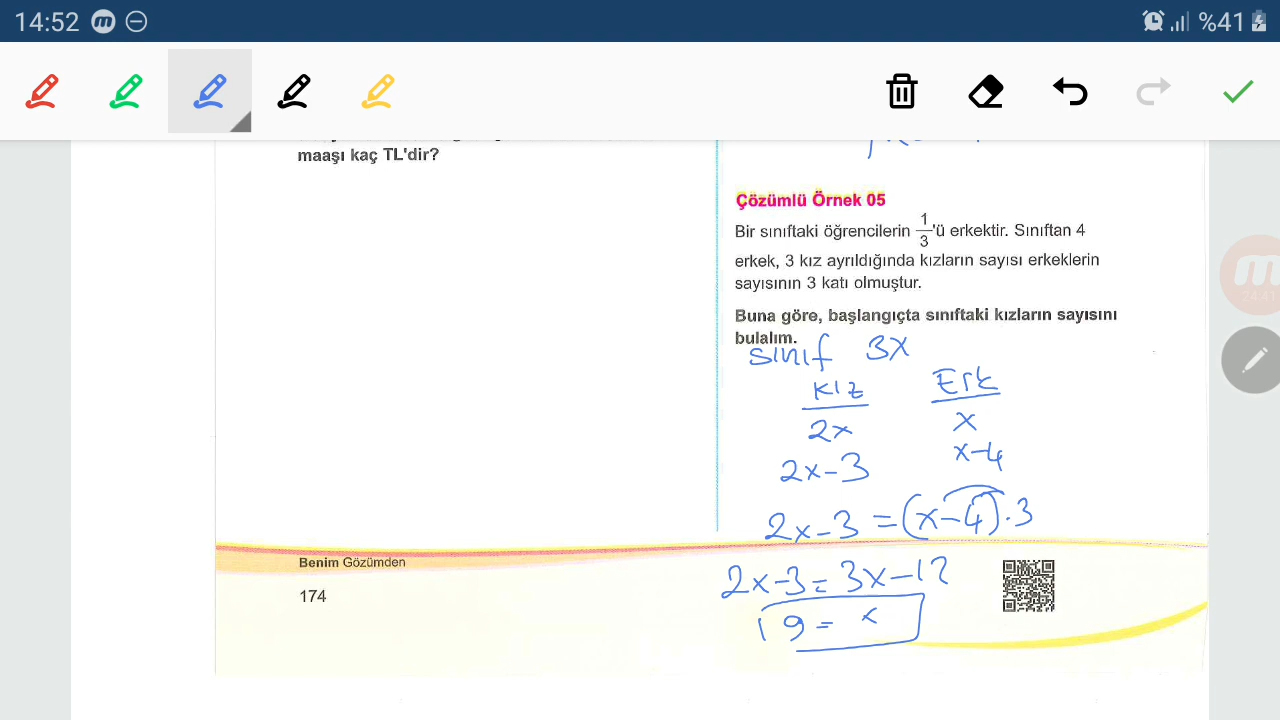 14:52
%41
maaşı kaç TL'dir?
Çözümlü Örnek 05
Bir sınıftaki öğrencilerin 1/3'ü erkektir. Sınıftan 4
erkek, 3 kız ayrıldığında kızların sayısı erkeklerin
sayısının 3 katı olmuştur.
Buna göre, başlangıçta sınıftaki kızların sayısını
bulalım.
sınıf 3x
Kız Erk
2x x
2x-3 x-4
2x-3=(x-4).3
2x-3=3x-12
9=x
Benim Gözümden
174
24:41